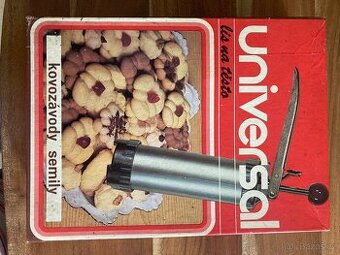 universal
lis na těsto
kovozávody semily